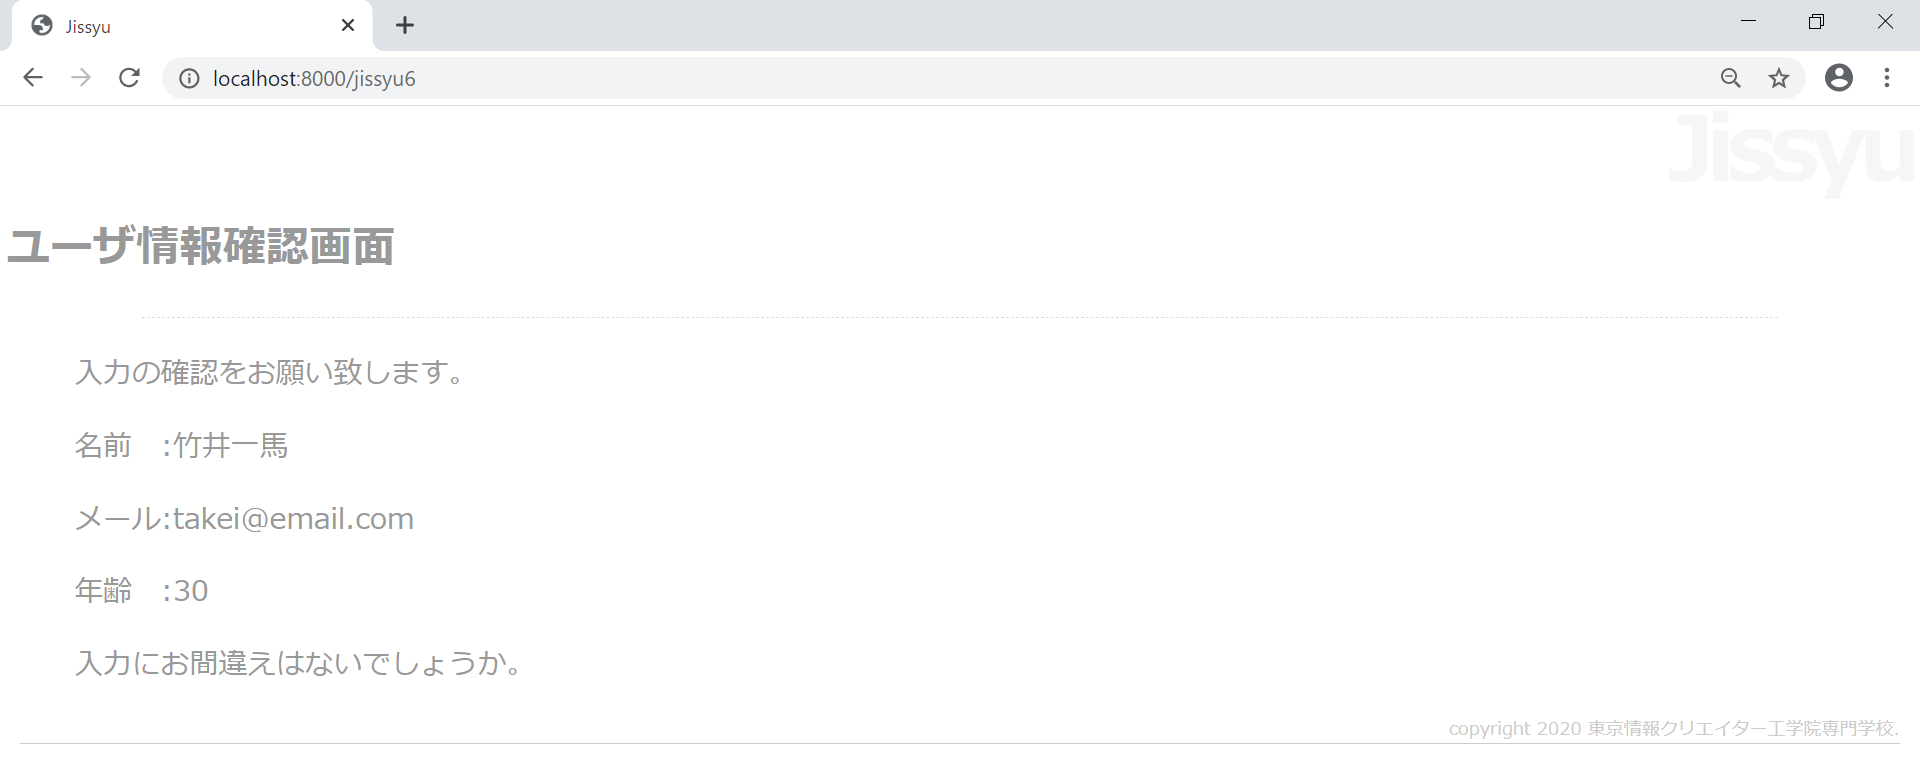 Jissyu
localhost:8000/jissyu6
Jissyu
ユーザ情報確認画面
入力の確認をお願い致します。
名前　:竹井一馬
メール:takei@email.com
年齢　:30
入力にお間違えはないでしょうか。
copyright 2020 東京情報クリエイター工学院専門学校.